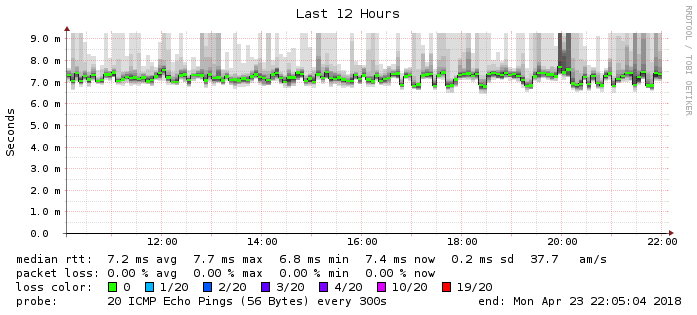 Last 12 Hours
RRDTOOL / TOBI OETIKER
Seconds
9.0 m
8.0 m
7.0 m
6.0 m
5.0 m
4.0 m
3.0 m
2.0 m
1.0 m
0.0
12:00 14:00 16:00 18:00 20:00 22:00
median rtt: 7.2 ms avg 7.7 ms max 6.8 ms min 7.4 ms now 0.2 ms sd 37.7 am/s
packet loss: 0.00 % avg 0.00 % max 0.00 % min 0.00 % now
loss color: 0 1/20 2/20 3/20 4/20 10/20 19/20
probe: 20 ICMP Echo Pings (56 Bytes) every 300s end: Mon Apr 23 22:05:04 2018